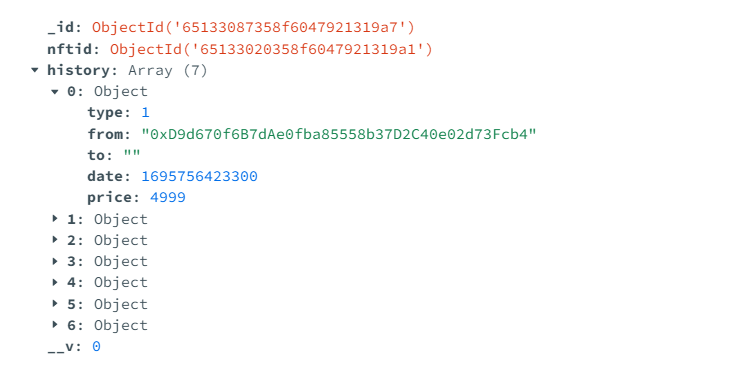 _id: ObjectId('65133087358f6047921319a7')
nftid: ObjectId('65133020358f6047921319a1')
history: Array (7)
0: Object
type: 1
from: "0xD9d670f6B7dAe0fba85558b37D2C40e02d73Fcb4"
to: ""
date: 1695756423300
price: 4999
1: Object
2: Object
3: Object
4: Object
5: Object
6: Object
__v: 0